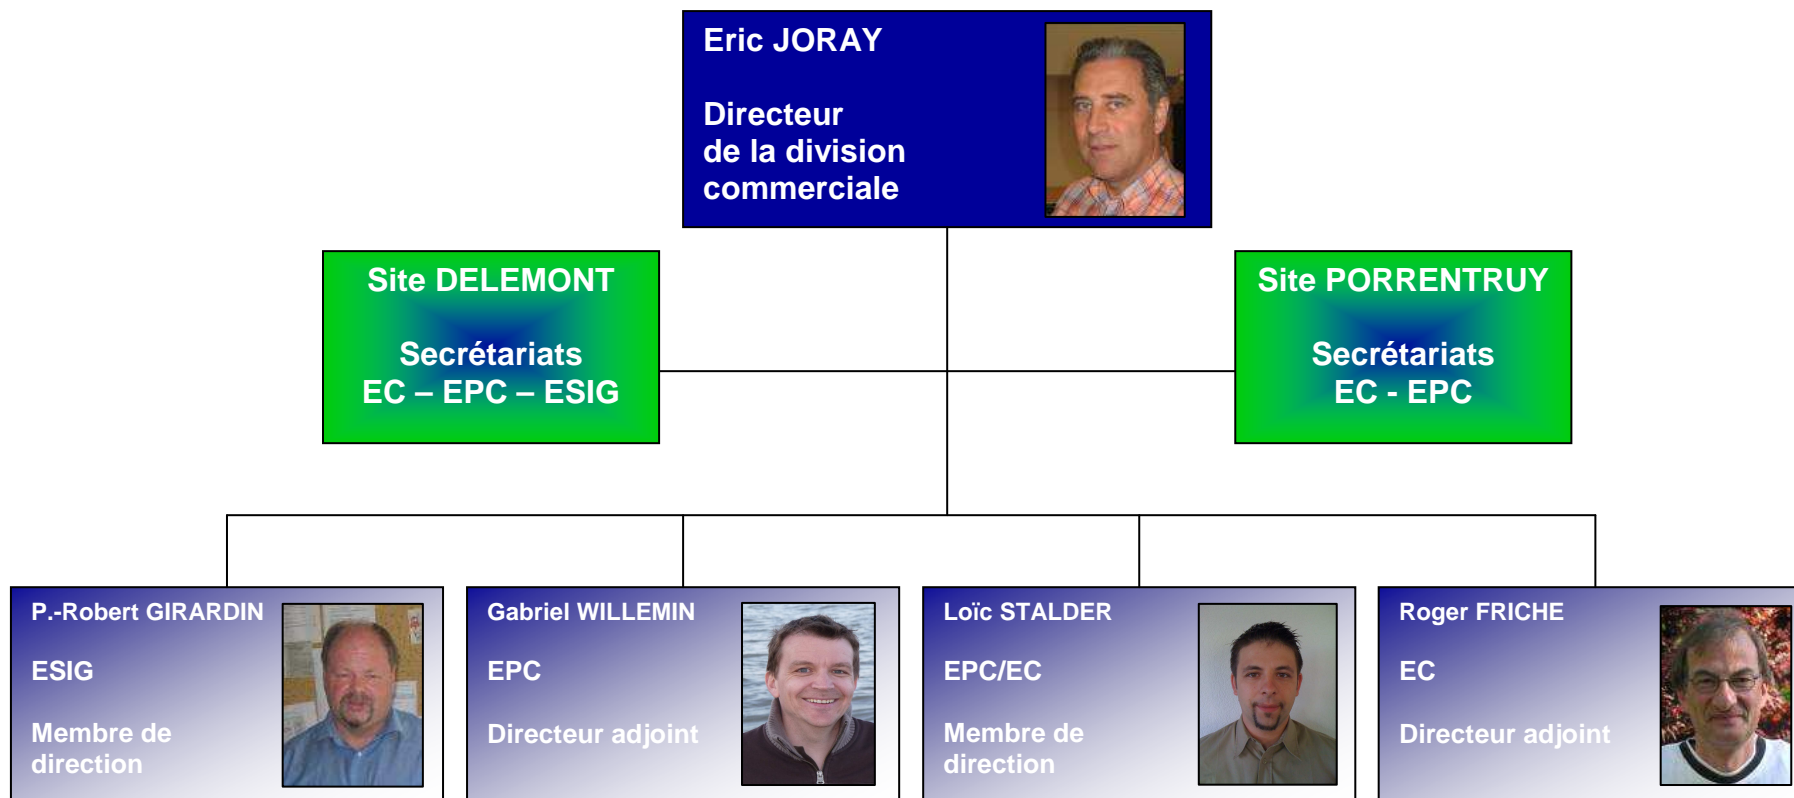 Eric JORAY
Directeur
de la division
commerciale
Site DELEMONT
Secrétariats
EC – EPC – ESIG
Site PORRENTRUY
Secrétariats
EC - EPC
P.-Robert GIRARDIN
ESIG
Membre de
direction
Gabriel WILLEMIN
EPC
Directeur adjoint
Loïc STALDER
EPC/EC
Membre de
direction
Roger FRICHE
EC
Directeur adjoint